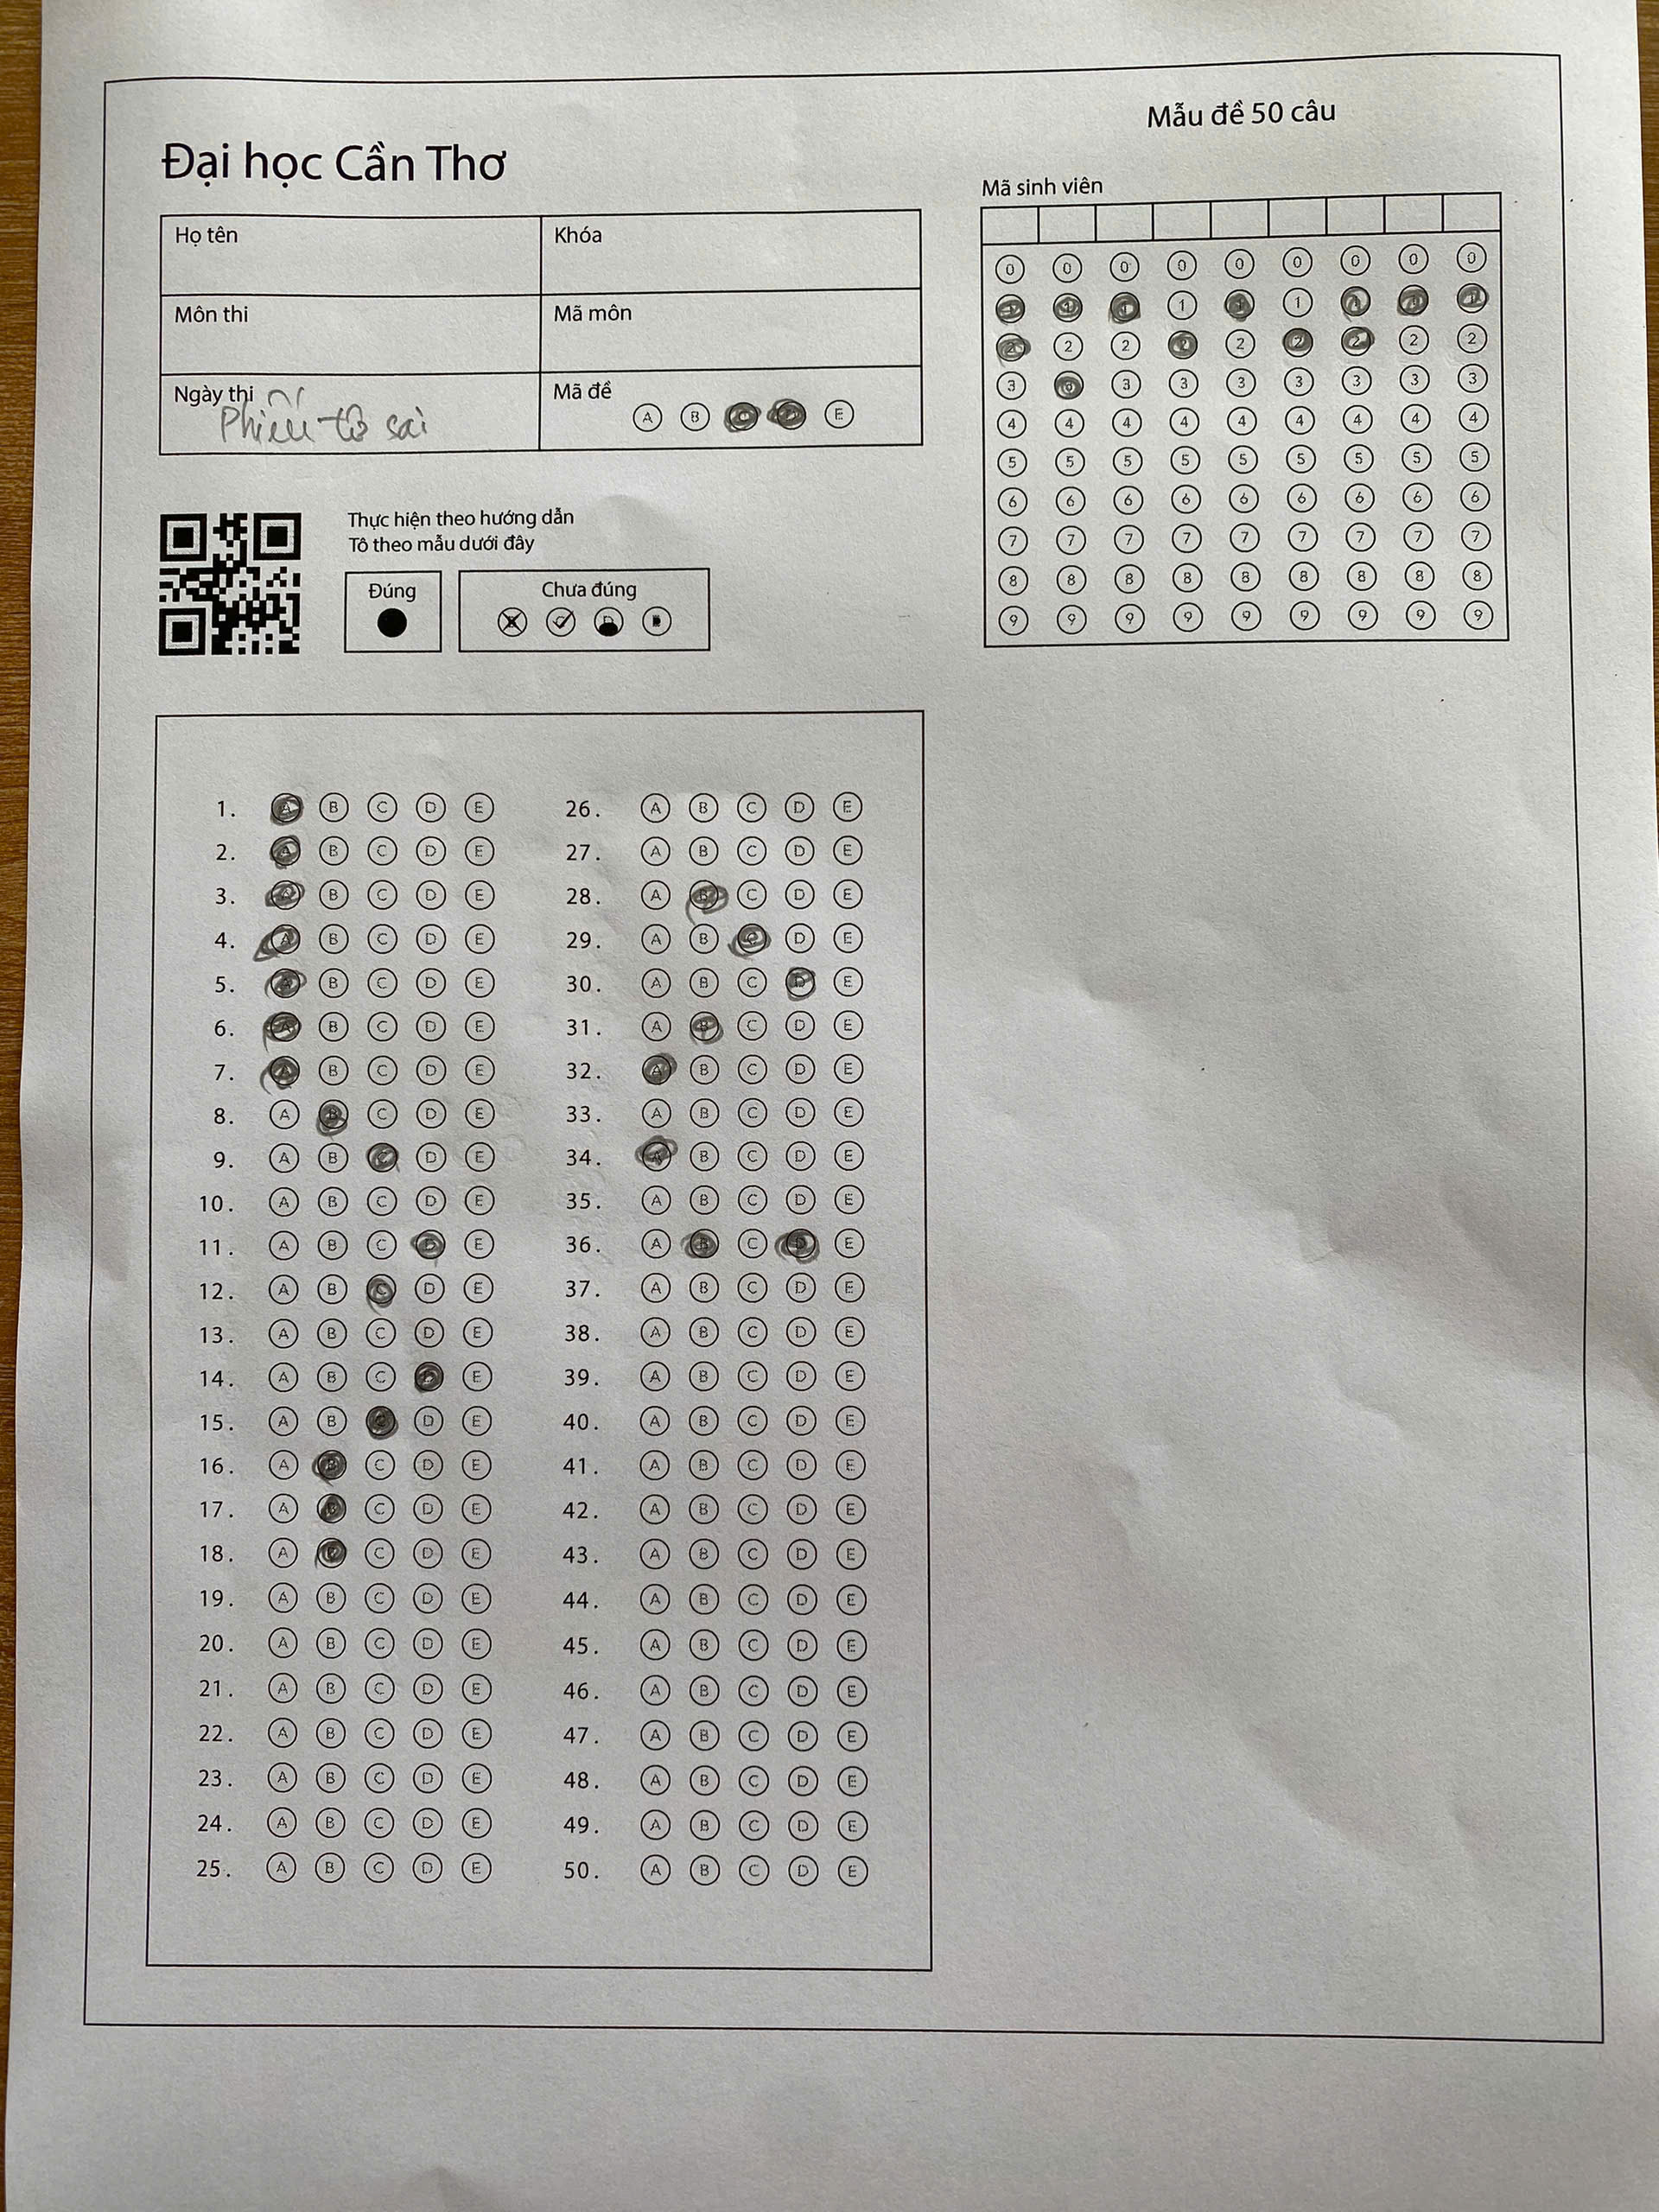 Mẫu đề 50 câu
Đại học Cần Thơ
Mã sinh viên
Họ tên
Khóa
Môn thi
Mã môn
Ngày thi
Phiếu tô sai
Mã đề
A B C D E
0 0 0 0 0 0 0 0 0
1 1 1 1 1 1 1 1 1
2 2 2 2 2 2 2 2 2
3 3 3 3 3 3 3 3
4 4 4 4 4 4 4 4 4
5 5 5 5 5 5 5 5 5
6 6 6 6 6 6 6 6 6
7 7 7 7 7 7 7 7 7
8 8 8 8 8 8 8 8 8
9 9 9 9 9 9 9 9 9
Thực hiện theo hướng dẫn
Tô theo mẫu dưới đây
Đúng
Chưa đúng
1. A B C D E
2. A B C D E
3. A B C D E
4. A B C D E
5. A B C D E
6. A B C D E
7. A B C D E
8. A B C D E
9. A B C D E
10. A B C D E
11. A B C D E
12. A B C D E
13. A B C D E
14. A B C D E
15. A B C D E
16. A B C D E
17. A B C D E
18. A B C D E
19. A B C D E
20. A B C D E
21. A B C D E
22. A B C D E
23. A B C D E
24. A B C D E
25. A B C D E
26. A B C D E
27. A B C D E
28. A B C D E
29. A B C D E
30. A B C D E
31. A B C D E
32. A B C D E
33. A B C D E
34. A B C D E
35. A B C D E
36. A B C D E
37. A B C D E
38. A B C D E
39. A B C D E
40. A B C D E
41. A B C D E
42. A B C D E
43. A B C D E
44. A B C D E
45. A B C D E
46. A B C D E
47. A B C D E
48. A B C D E
49. A B C D E
50. A B C D E